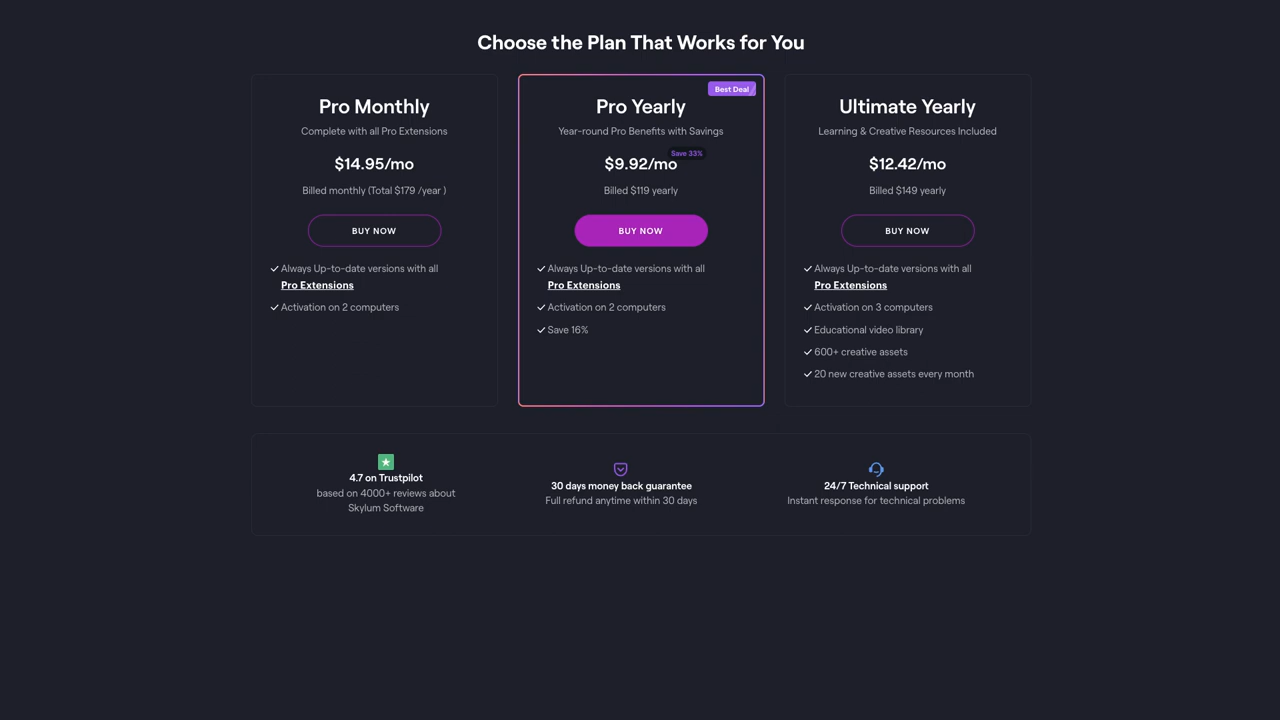 Choose the Plan That Works for You
Pro Monthly
Complete with all Pro Extensions
$14.95/mo
Billed monthly (Total $179 /year )
BUY NOW
Always Up-to-date versions with all
Pro Extensions
Activation on 2 computers
Best Deal
Pro Yearly
Year-round Pro Benefits with Savings
Save 33%
$9.92/mo
Billed $119 yearly
BUY NOW
Always Up-to-date versions with all
Pro Extensions
Activation on 2 computers
Save 16%
Ultimate Yearly
Learning & Creative Resources Included
$12.42/mo
Billed $149 yearly
BUY NOW
Always Up-to-date versions with all
Pro Extensions
Activation on 3 computers
Educational video library
600+ creative assets
20 new creative assets every month
4.7 on Trustpilot
based on 4000+ reviews about
Skylum Software
30 days money back guarantee
Full refund anytime within 30 days
24/7 Technical support
Instant response for technical problems